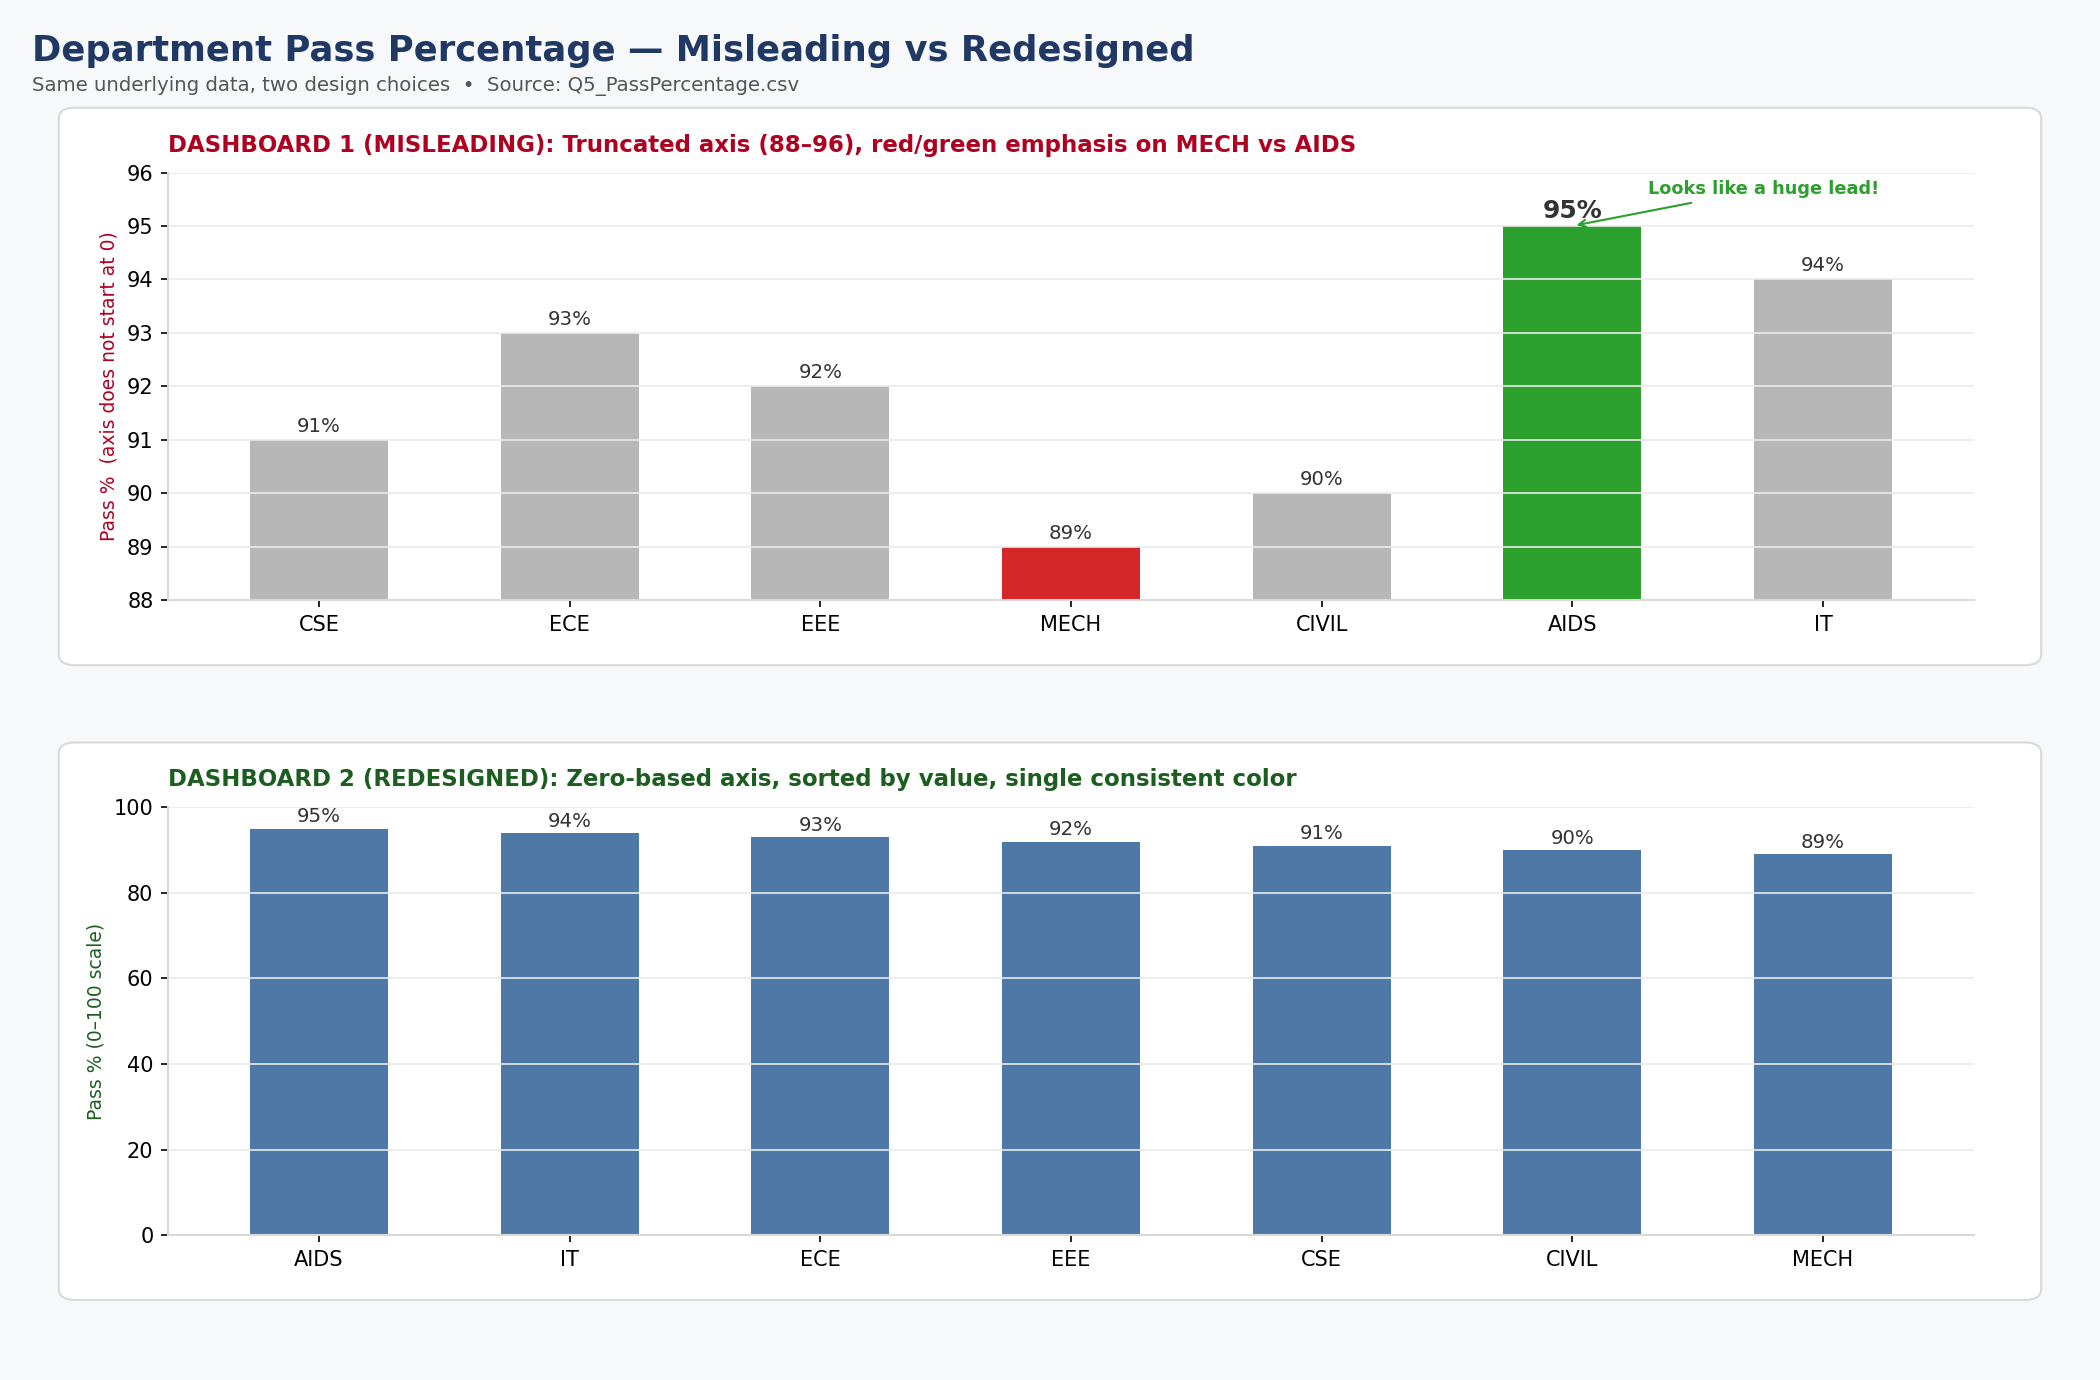 Department Pass Percentage — Misleading vs Redesigned
Same underlying data, two design choices • Source: Q5_PassPercentage.csv
DASHBOARD 1 (MISLEADING): Truncated axis (88–96), red/green emphasis on MECH vs AIDS
Pass % (axis does not start at 0)
96
95
94
93
92
91
90
89
88
Looks like a huge lead!
91%
93%
92%
89%
90%
95%
94%
CSE
ECE
EEE
MECH
CIVIL
AIDS
IT
DASHBOARD 2 (REDESIGNED): Zero-based axis, sorted by value, single consistent color
Pass % (0–100 scale)
100
80
60
40
20
0
95%
94%
93%
92%
91%
90%
89%
AIDS
IT
ECE
EEE
CSE
CIVIL
MECH